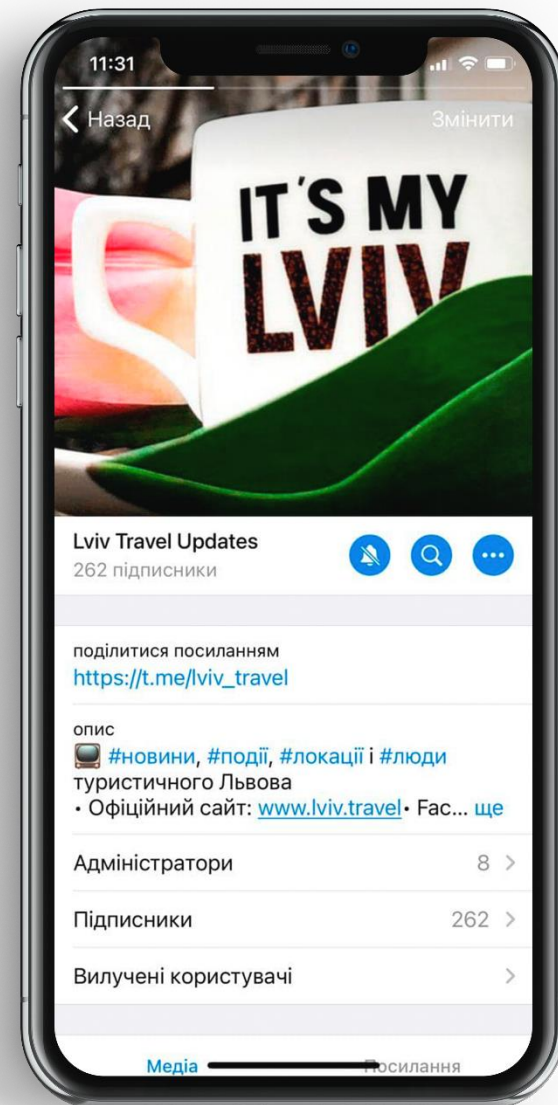 11:31
Назад
Змінити
IT'S MY
LVIV
Lviv Travel Updates
262 підписники
поділитися посиланням
https://t.me/lviv_travel
опис
#новини, #події, #локації і #люди
туристичного Львова
• Офіційний сайт: www.lviv.travel• Fac... ще
Адміністратори 8
Підписники 262
Вилучені користувачі
Медіа Посилання